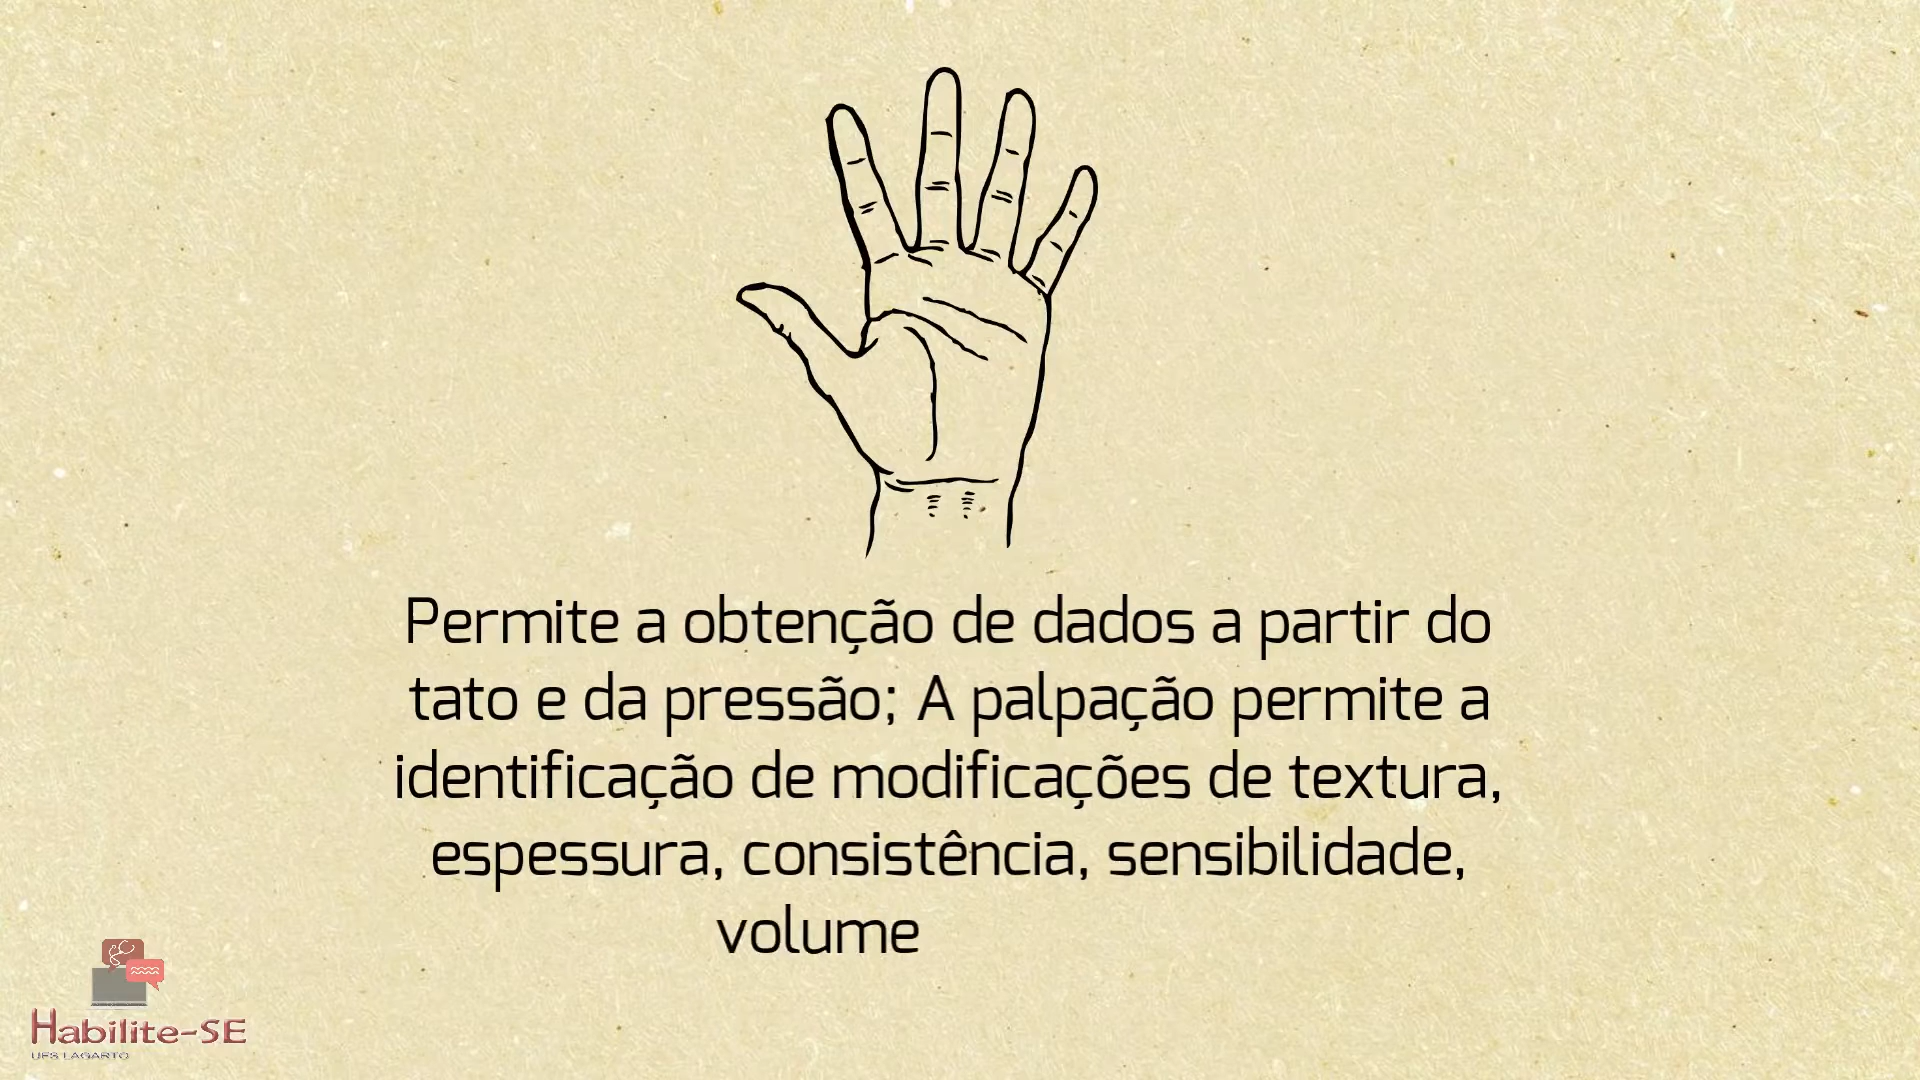 Permite a obtenção de dados a partir do
tato e da pressão; A palpação permite a
identificação de modificações de textura,
espessura, consistência, sensibilidade,
volume
Habilite-SE
UFS LAGARTO